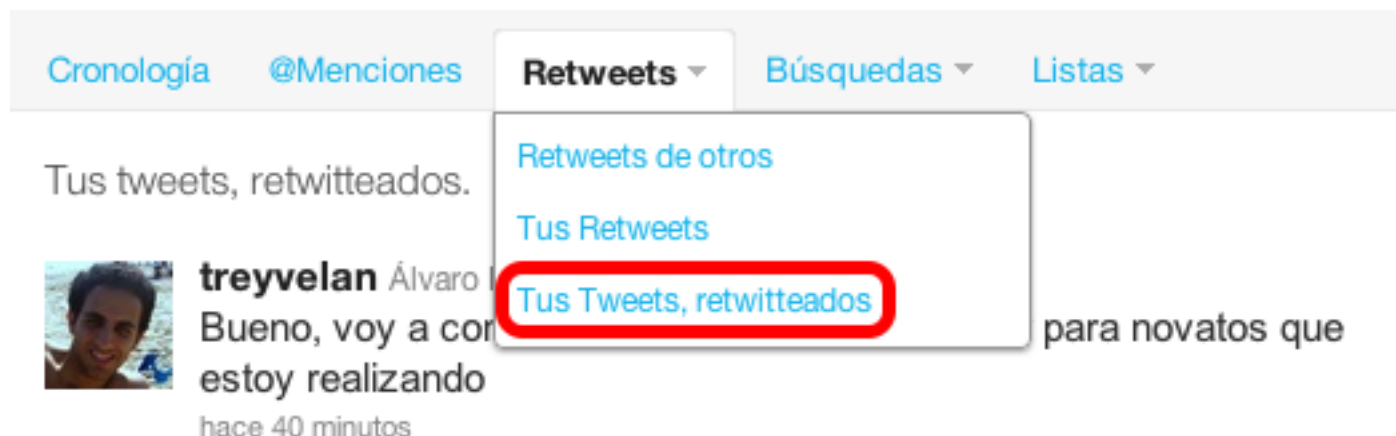 Cronología @Menciones Retweets Búsquedas Listas
Retweets de otros
Tus Retweets
Tus Tweets, retwitteados
Tus tweets, retwitteados.
treyvelan Álvaro
Bueno, voy a para novatos que
estoy realizando
hace 40 minutos